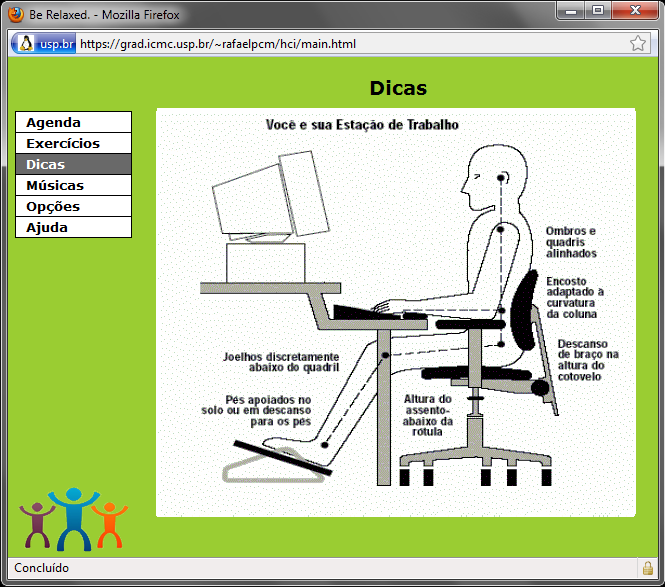 Be Relaxed. - Mozilla Firefox
usp.br https://grad.icmc.usp.br/~rafaelpcm/hci/main.html
Dicas
Agenda
Exercícios
Dicas
Músicas
Opções
Ajuda
Você e sua Estação de Trabalho
Ombros e
quadris
alinhados
Encosto
adaptado à
curvatura
da coluna
Descanso
de braço na
altura do
cotovelo
Joelhos discretamente
abaixo do quadril
Pés apoiados no
solo ou em descanso
para os pés
Altura do
assento-
abaixo da
rótula
Concluído